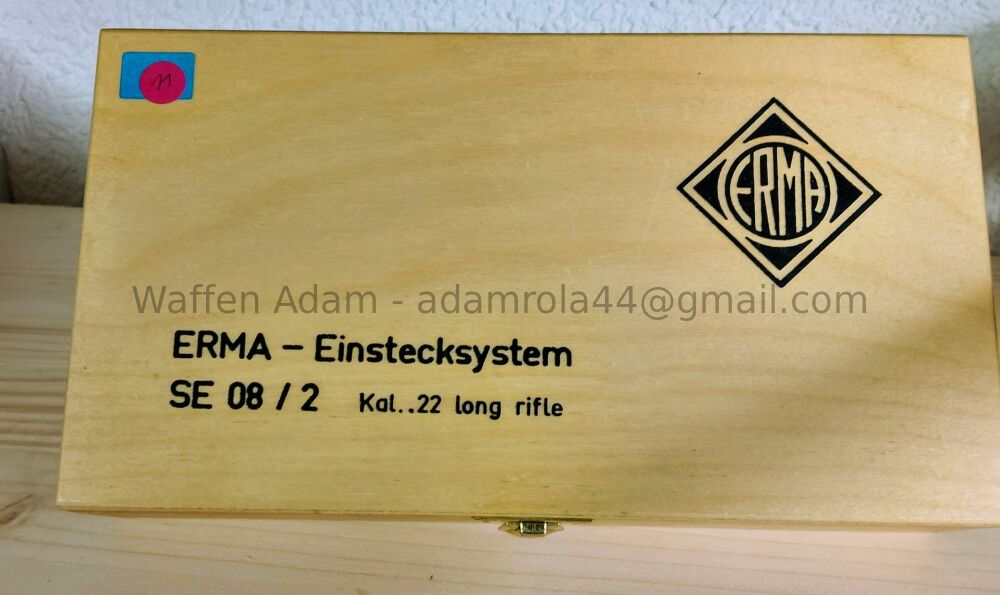 ERMA
Waffen Adam - adamrola44@gmail.com
ERMA – Einstecksystem
SE 08 / 2 Kal..22 long rifle